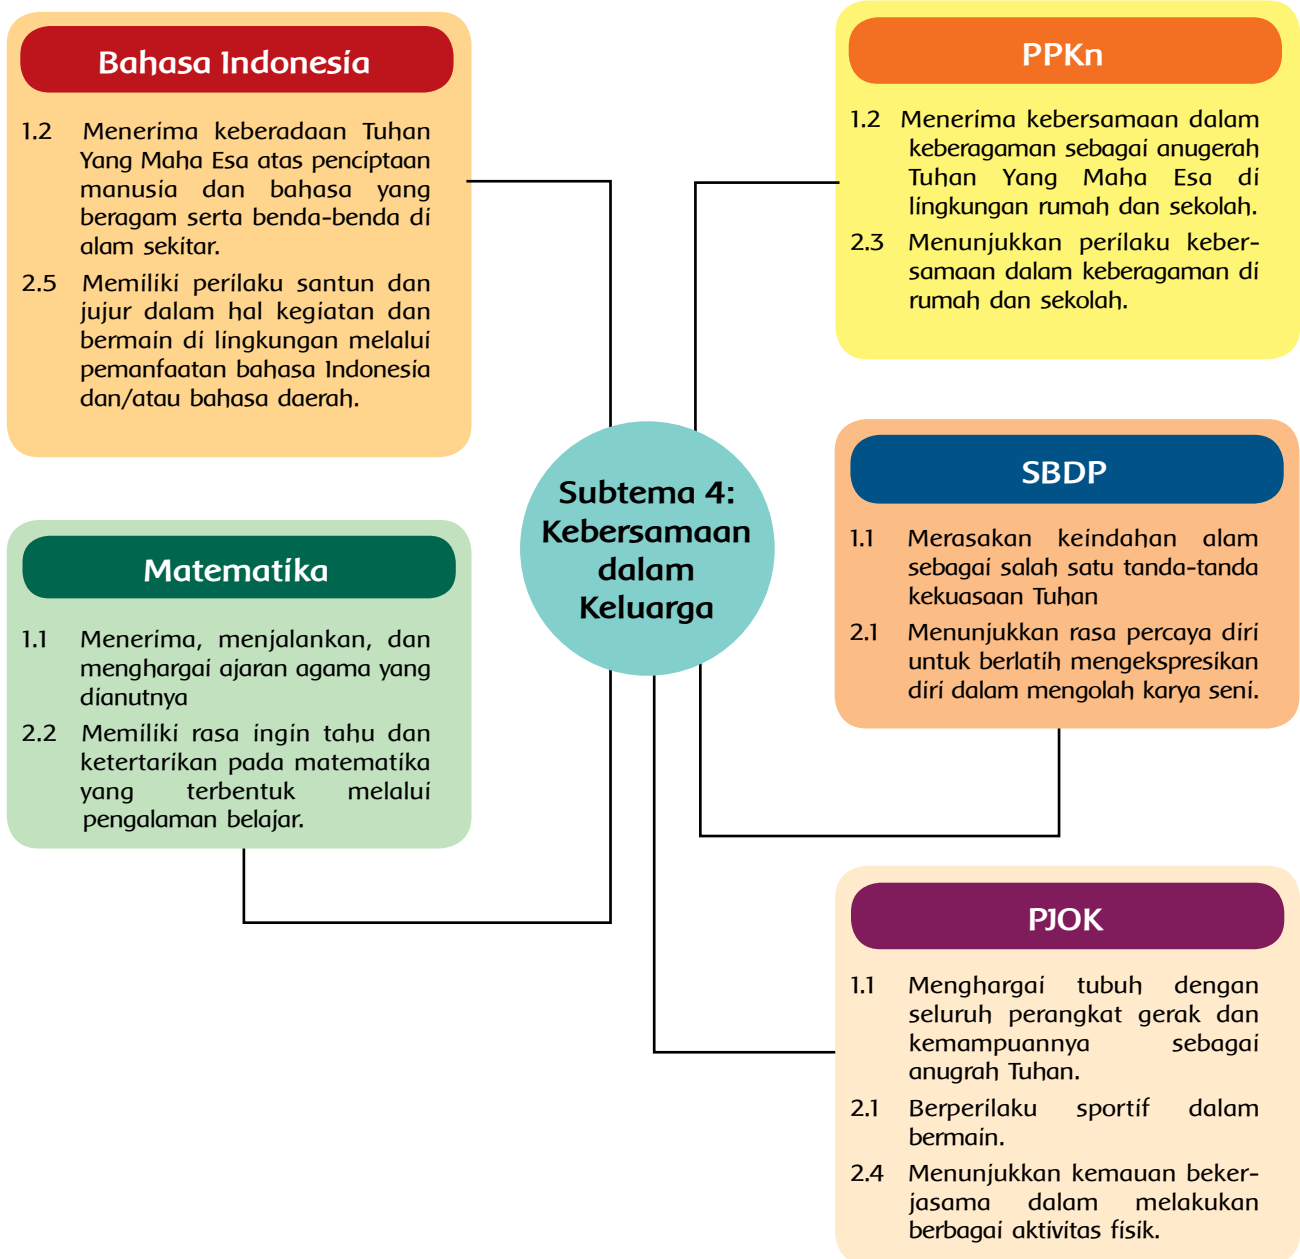 Bahasa Indonesia
1.2 Menerima keberadaan Tuhan
Yang Maha Esa atas penciptaan
manusia dan bahasa yang
beragam serta benda-benda di
alam sekitar.
2.5 Memiliki perilaku santun dan
jujur dalam hal kegiatan dan
bermain di lingkungan melalui
pemanfaatan bahasa Indonesia
dan/atau bahasa daerah.
PPKn
1.2 Menerima kebersamaan dalam
keberagaman sebagai anugerah
Tuhan Yang Maha Esa di
lingkungan rumah dan sekolah.
2.3 Menunjukkan perilaku keber-
samaan dalam keberagaman di
rumah dan sekolah.
Subtema 4:
Kebersamaan
dalam
Keluarga
Matematika
1.1 Menerima, menjalankan, dan
menghargai ajaran agama yang
dianutnya
2.2 Memiliki rasa ingin tahu dan
ketertarikan pada matematika
yang terbentuk melalui
pengalaman belajar.
SBDP
1.1 Merasakan keindahan alam
sebagai salah satu tanda-tanda
kekuasaan Tuhan
2.1 Menunjukkan rasa percaya diri
untuk berlatih mengekspresikan
diri dalam mengolah karya seni.
PJOK
1.1 Menghargai tubuh dengan
seluruh perangkat gerak dan
kemampuannya sebagai
anugrah Tuhan.
2.1 Berperilaku sportif dalam
bermain.
2.4 Menunjukkan kemauan beker-
jasama dalam melakukan
berbagai aktivitas fisik.